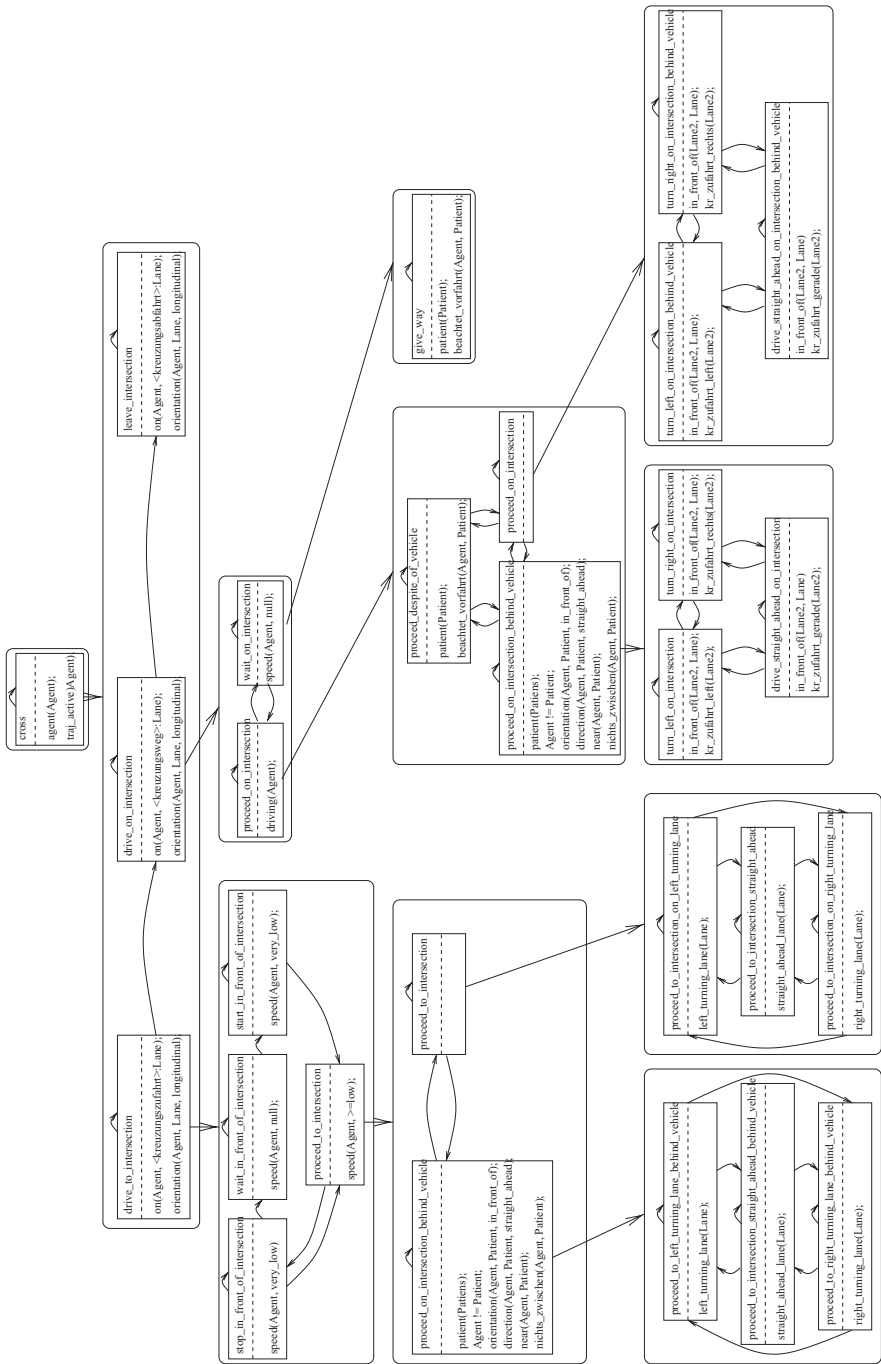 cross
agent(Agent);
traj_active)Agent);
drive_to_intersection
on(Agent, <kreuzungszufahrt>:Lane);
orientation(Agent, Lane, longitudinal)
drive_on_intersection
on(Agent, <kreuzungsweg>:Lane);
orientation(Agent, Lane, longitudinal)
leave_intersection
on(Agent, <kreuzungsabfahrt>:Lane);
orientation(Agent, Lane, longitudinal);
stop_in_front_of_intersection
speed(Agent, very_low)
wait_in_front_of_intersection
speed(Agent, null);
start_in_front_of_intersection
speed(Agent, very_low);
proceed_to_intersection
speed(Agent, >=low);
proceed_on_intersection
driving(Agent);
wait_on_intersection
speed(Agent, null);
proceed_on_intersection_behind_vehicle
patient(Patiens);
Agent != Patient;
orientation(Agent, Patient, in_front_of);
direction(Agent, Patient, straight_ahead);
near(Agent, Patient);
nichts_zwischen(Agent, Patient);
proceed_to_intersection
proceed_despite_of_vehicle
patient(Patient);
beachtet_vorfahrt(Agent, Patient);
proceed_on_intersection_behind_vehicle
patient(Patiens);
Agent != Patient;
orientation(Agent, Patient, in_front_of);
direction(Agent, Patient, straight_ahead);
near(Agent, Patient);
nichts_zwischen(Agent, Patient);
proceed_on_intersection
give_way
patient(Patient);
beachtet_vorfahrt(Agent, Patient);
proceed_to_left_turning_lane_behind_vehicle
left_turning_lane(Lane);
proceed_to_intersection_straight_ahead_behind_vehicle
straight_ahead_lane(Lane);
proceed_to_right_turning_lane_behind_vehicle
right_turning_lane(Lane);
proceed_to_intersection_on_left_turning_lane
left_turning_lane(Lane);
proceed_to_intersection_straight_ahead
straight_ahead_lane(Lane);
proceed_to_intersection_on_right_turning_lane
right_turning_lane(Lane);
turn_left_on_intersection
in_front_of(Lane2, Lane);
kr_zufahrt_left(Lane2);
turn_right_on_intersection
in_front_of(Lane2, Lane);
kr_zufahrt_rechts(Lane2);
drive_straight_ahead_on_intersection
in_front_of(Lane2, Lane)
kr_zufahrt_gerade(Lane2);
turn_left_on_intersection_behind_vehicle
in_front_of(Lane2, Lane);
kr_zufahrt_left(Lane2);
turn_right_on_intersection_behind_vehicle
in_front_of(Lane2, Lane);
kr_zufahrt_rechts(Lane2);
drive_straight_ahead_on_intersection_behind_vehicle
in_front_of(Lane2, Lane)
kr_zufahrt_gerade(Lane2);